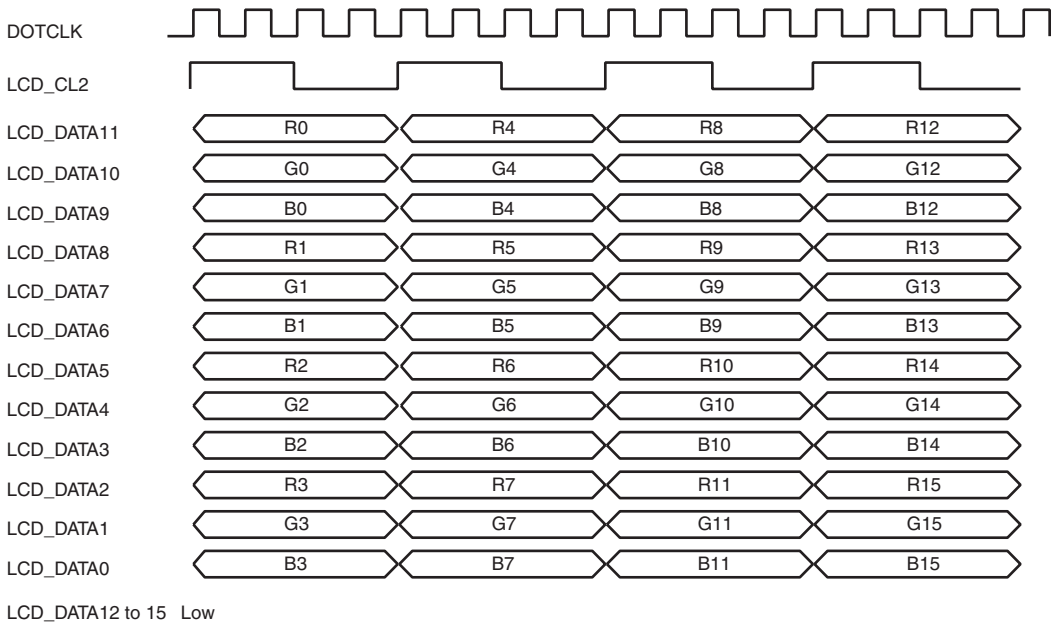 DOTCLK
LCD_CL2
LCD_DATA11 R0 R4 R8 R12
LCD_DATA10 G0 G4 G8 G12
LCD_DATA9 B0 B4 B8 B12
LCD_DATA8 R1 R5 R9 R13
LCD_DATA7 G1 G5 G9 G13
LCD_DATA6 B1 B5 B9 B13
LCD_DATA5 R2 R6 R10 R14
LCD_DATA4 G2 G6 G10 G14
LCD_DATA3 B2 B6 B10 B14
LCD_DATA2 R3 R7 R11 R15
LCD_DATA1 G3 G7 G11 G15
LCD_DATA0 B3 B7 B11 B15
LCD_DATA12 to 15 Low